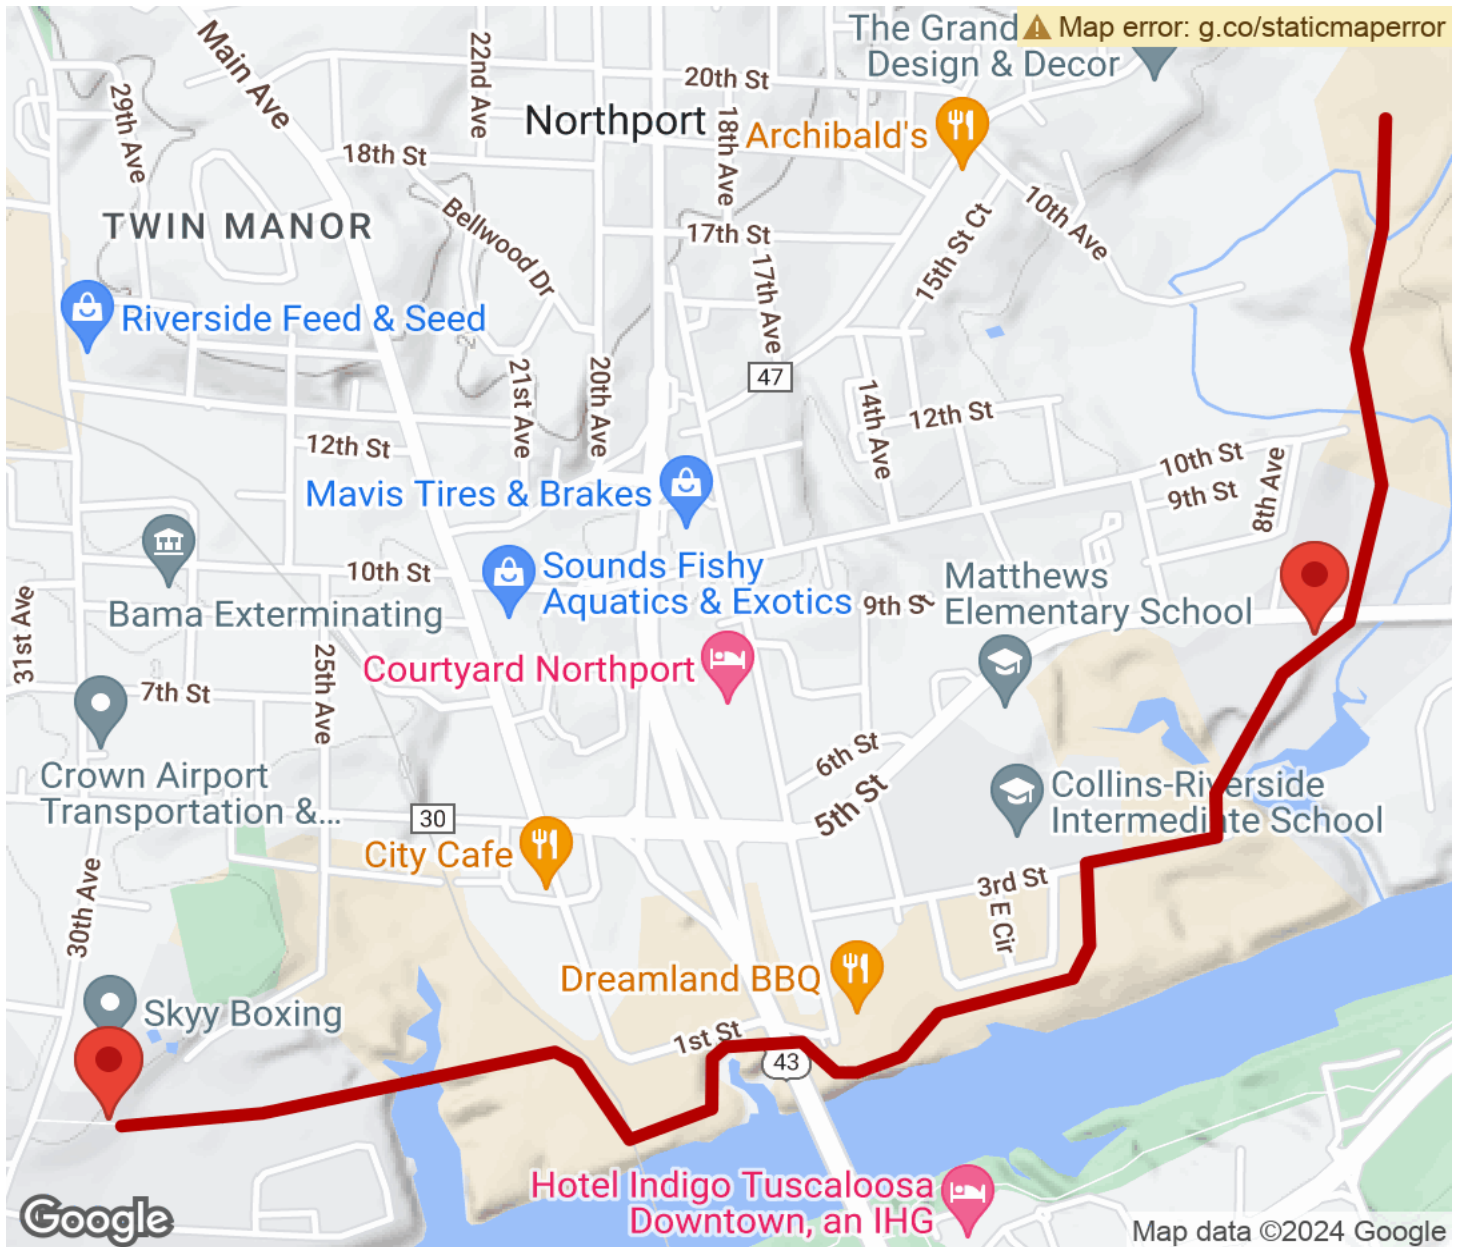 The Grand
Design & Decor
Map error: g.co/staticmaperror
Main Ave
22nd Ave
20th St
29th Ave
Northport
18th Ave
Archibald's
18th St
10th Ave
TWIN MANOR
Bellwood Dr
17th St
15th St Ct
17th Ave
Riverside Feed & Seed
21st Ave
20th Ave
47
14th Ave
12th St
12th St
10th St
9th St
8th Ave
Mavis Tires & Brakes
Sounds Fishy
Aquatics & Exotics
10th St
Bama Exterminating
9th St
Matthews
Elementary School
31st Ave
25th Ave
Courtyard Northport
7th St
6th St
5th St
Crown Airport
Transportation &...
Collins-Riverside
Intermediate School
30
City Cafe
30th Ave
3rd St
E Cir
Dreamland BBQ
Skyy Boxing
1st St
43
Hotel Indigo Tuscaloosa
Downtown, an IHG
Google
Map data ©2024 Google